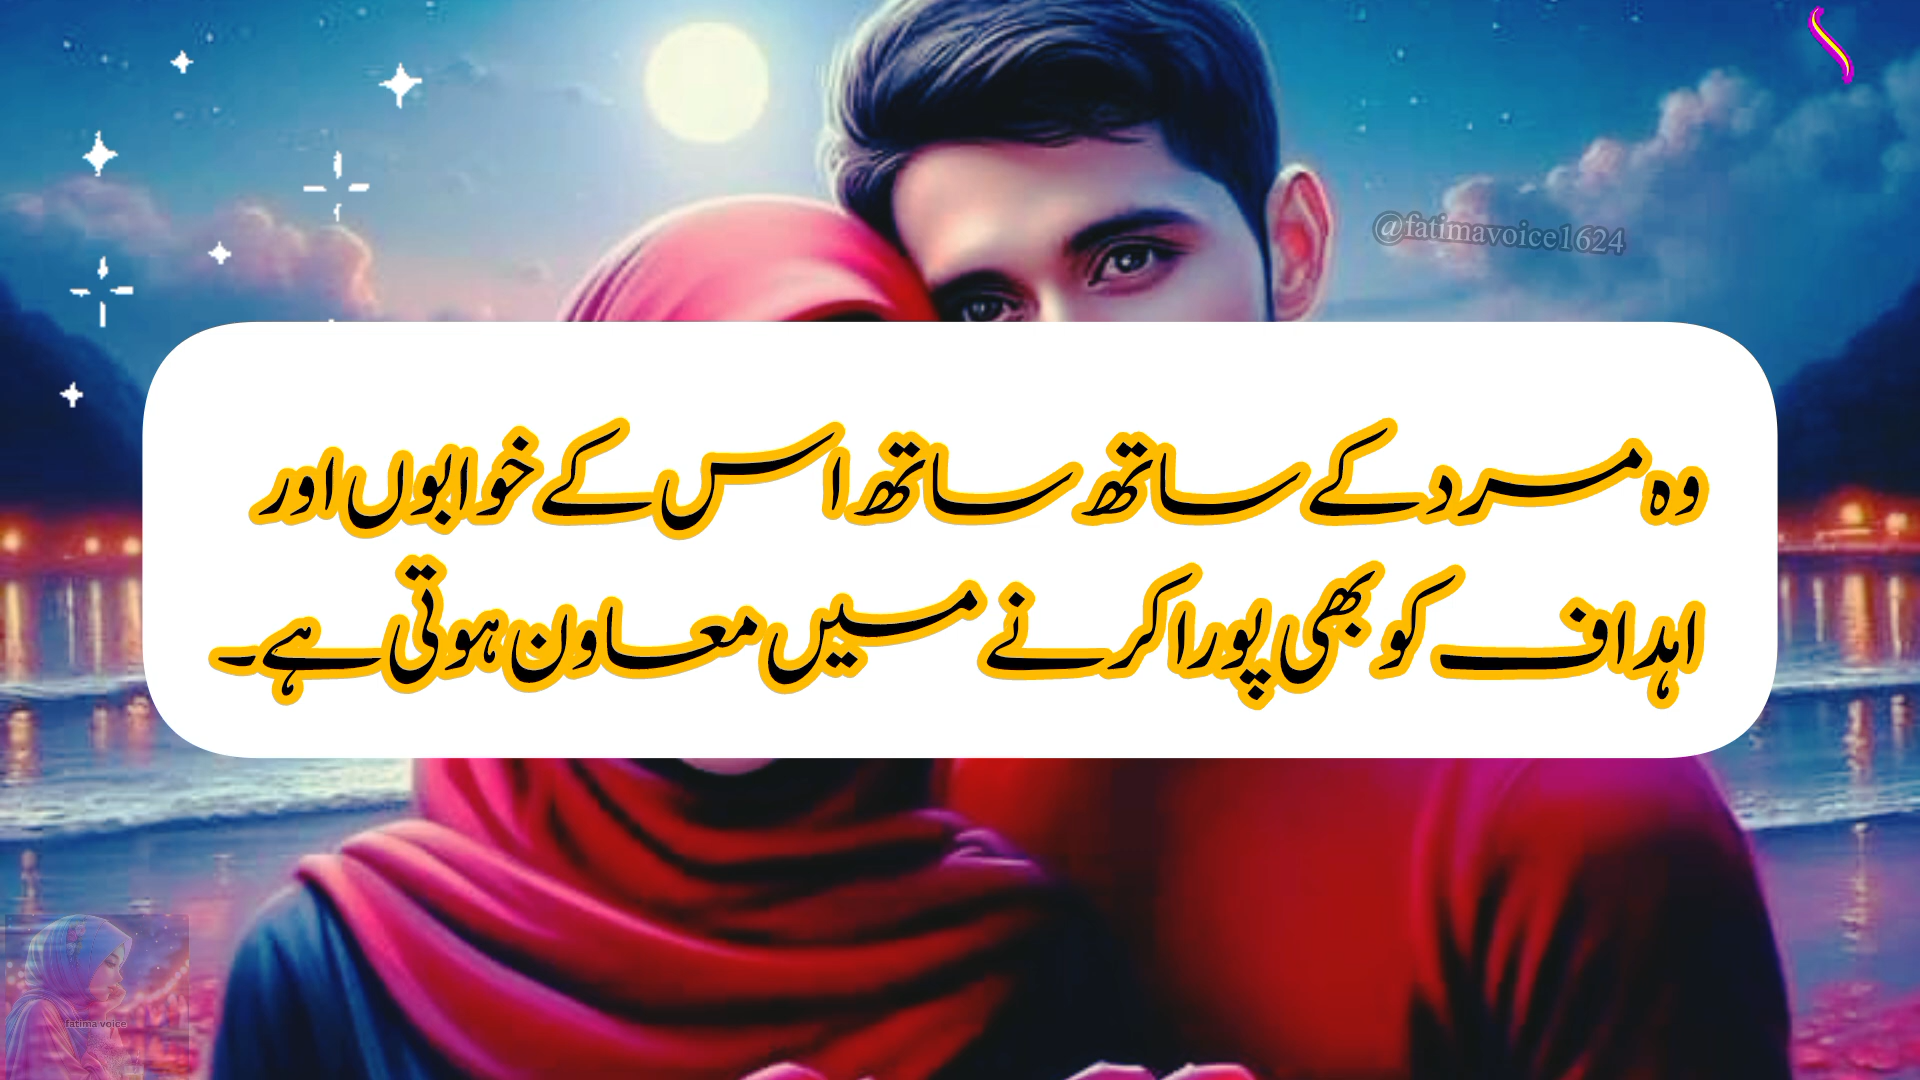 @fatimavoice1624
وہ مرد کے ساتھ ساتھ اس کے خوابوں اور
اہداف کو بھی پورا کرنے میں معاون ہوتی ہے۔
fatima voice